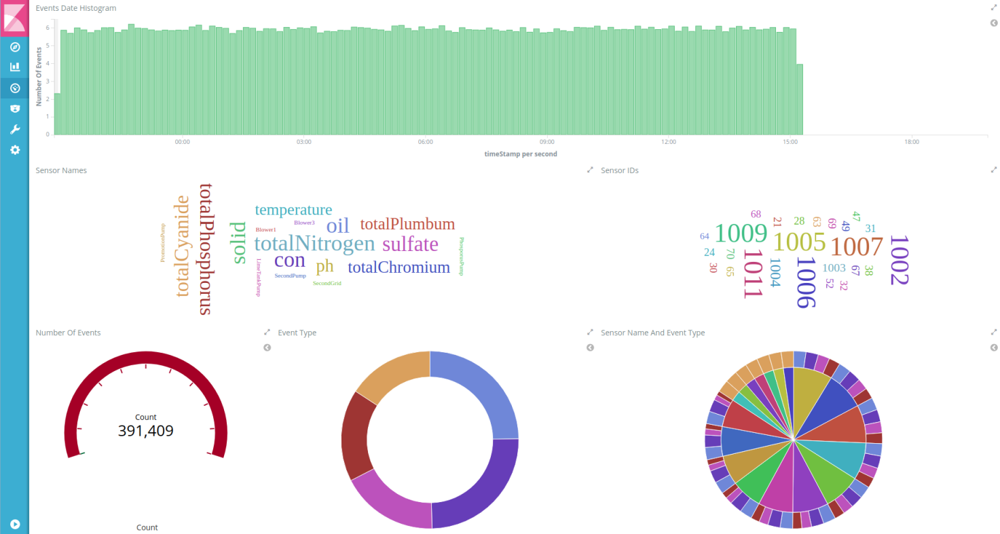 Events Date HIstogram
Number Of Events
6
5
4
3
2
1
0
00:00
03:00
06:00
09:00
12:00
15:00
18:00
timeStamp per second
Sensor Names
PromotionPump
totalCyanide
totalPhosphorus
solid
temperature
Blower3
Blower1
oil
totalPlumbum
totalNitrogen
sulfate
con
ph
totalChromium
LimeTankPump
SecondPump
SecondGrid
PhosporusPump
Sensor IDs
68
21
28
63
69
49
47
31
64
1009
1005
1007
1002
24
30
70
65
1011
1004
1006
1003
52
32
67
38
Number Of Events
Count
391,409
Count
Event Type
Sensor Name And Event Type